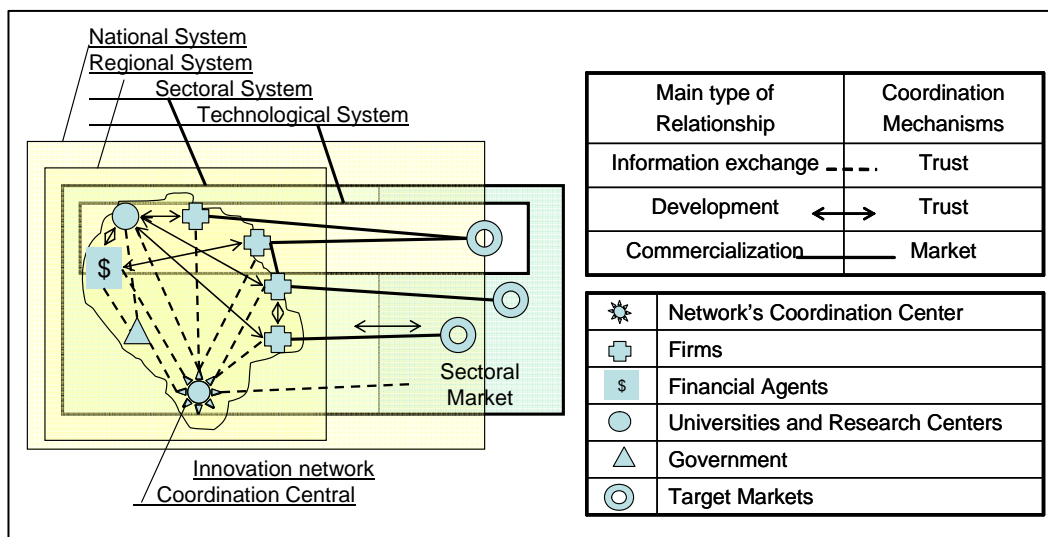 National System
Regional System
Sectoral System
Technological System
$
Sectoral
Market
Innovation network
Coordination Central
Main type of
Relationship
Coordination
Mechanisms
Information exchange
Trust
Development
Trust
Commercialization
Market
Network's Coordination Center
Firms
$
Financial Agents
Universities and Research Centers
Government
Target Markets